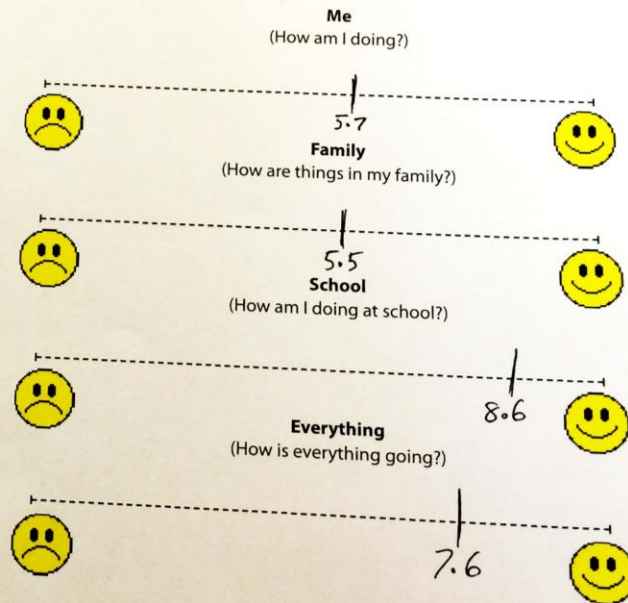 Me
(How am I doing?)
5.7
Family
(How are things in my family?)
5.5
School
(How am I doing at school?)
8.6
Everything
(How is everything going?)
7.6